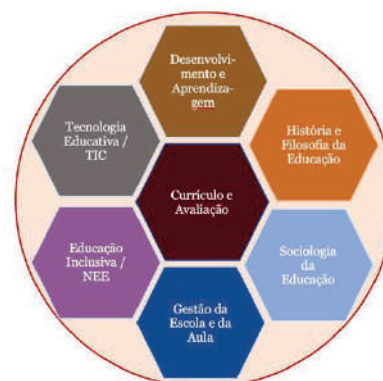 Desenvolvi-
mento e
Aprendiza-
gem
Tecnologia
Educativa /
TIC
História e
Filosofia da
Educação
Currículo e
Avaliação
Educação
Inclusiva /
NEE
Sociologia
da
Educação
Gestão da
Escola e da
Aula